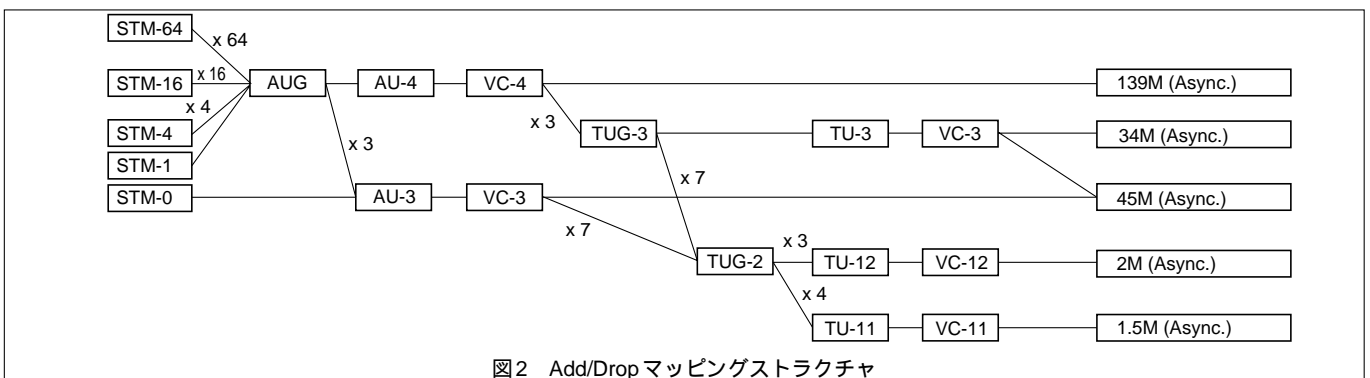 STM-64
x 64
STM-16 x 16 AUG AU-4 VC-4 139M (Async.)
x 4
STM-4 x 3 TUG-3 TU-3 VC-3 34M (Async.)
x 3
STM-1
x 7
STM-0 AU-3 VC-3 45M (Async.)
x 7
x 3
TUG-2 TU-12 VC-12 2M (Async.)
x 4
TU-11 VC-11 1.5M (Async.)
図2 Add/Drop マッピングストラクチャ